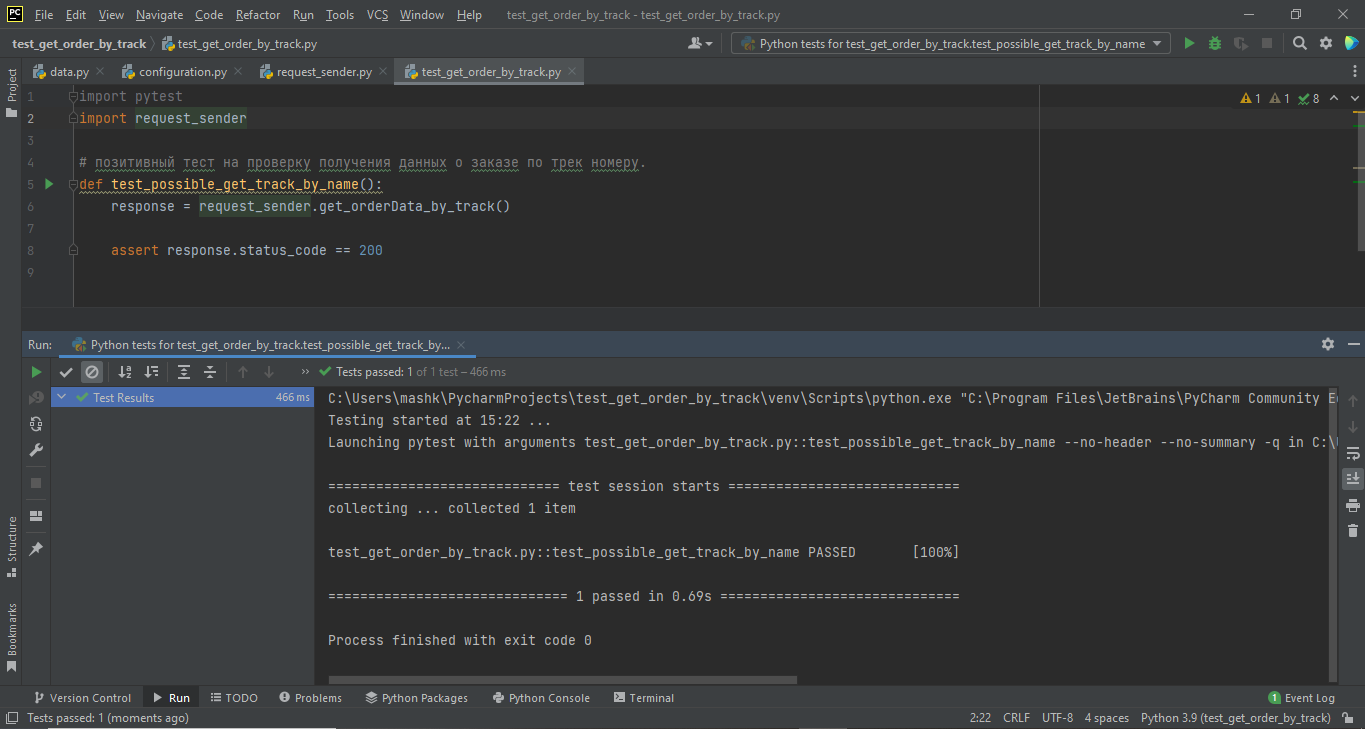 PC File Edit View Navigate Code Refactor Run Tools VCS Window Help test_get_order_by_track - test_get_order_by_track.py
test_get_order_by_track test_get_order_by_track.py Python tests for test_get_order_by_track.test_possible_get_track_by_name
Project data.py configuration.py request_sender.py test_get_order_by_track.py
1 import pytest 1 1 8
2 import request_sender
3
4 # позитивный тест на проверку получения данных о заказе по трек номеру.
5 def test_possible_get_track_by_name():
6 response = request_sender.get_orderData_by_track()
7
8 assert response.status_code == 200
9
Run: Python tests for test_get_order_by_track.test_possible_get_track_by...
Tests passed: 1 of 1 test – 466 ms
Test Results 466 ms
C:\Users\mashk\PycharmProjects\test_get_order_by_track\venv\Scripts\python.exe "C:\Program Files\JetBrains\PyCharm Community
Testing started at 15:22 ...
Launching pytest with arguments test_get_order_by_track.py::test_possible_get_track_by_name --no-header --no-summary -q in C:\
============================= test session starts =============================
collecting ... collected 1 item
test_get_order_by_track.py::test_possible_get_track_by_name PASSED [100%]
============================== 1 passed in 0.69s ==============================
Process finished with exit code 0
Structure
Bookmarks
Version Control Run TODO Problems Python Packages Python Console Terminal 1 Event Log
Tests passed: 1 (moments ago) 2:22 CRLF UTF-8 4 spaces Python 3.9 (test_get_order_by_track)